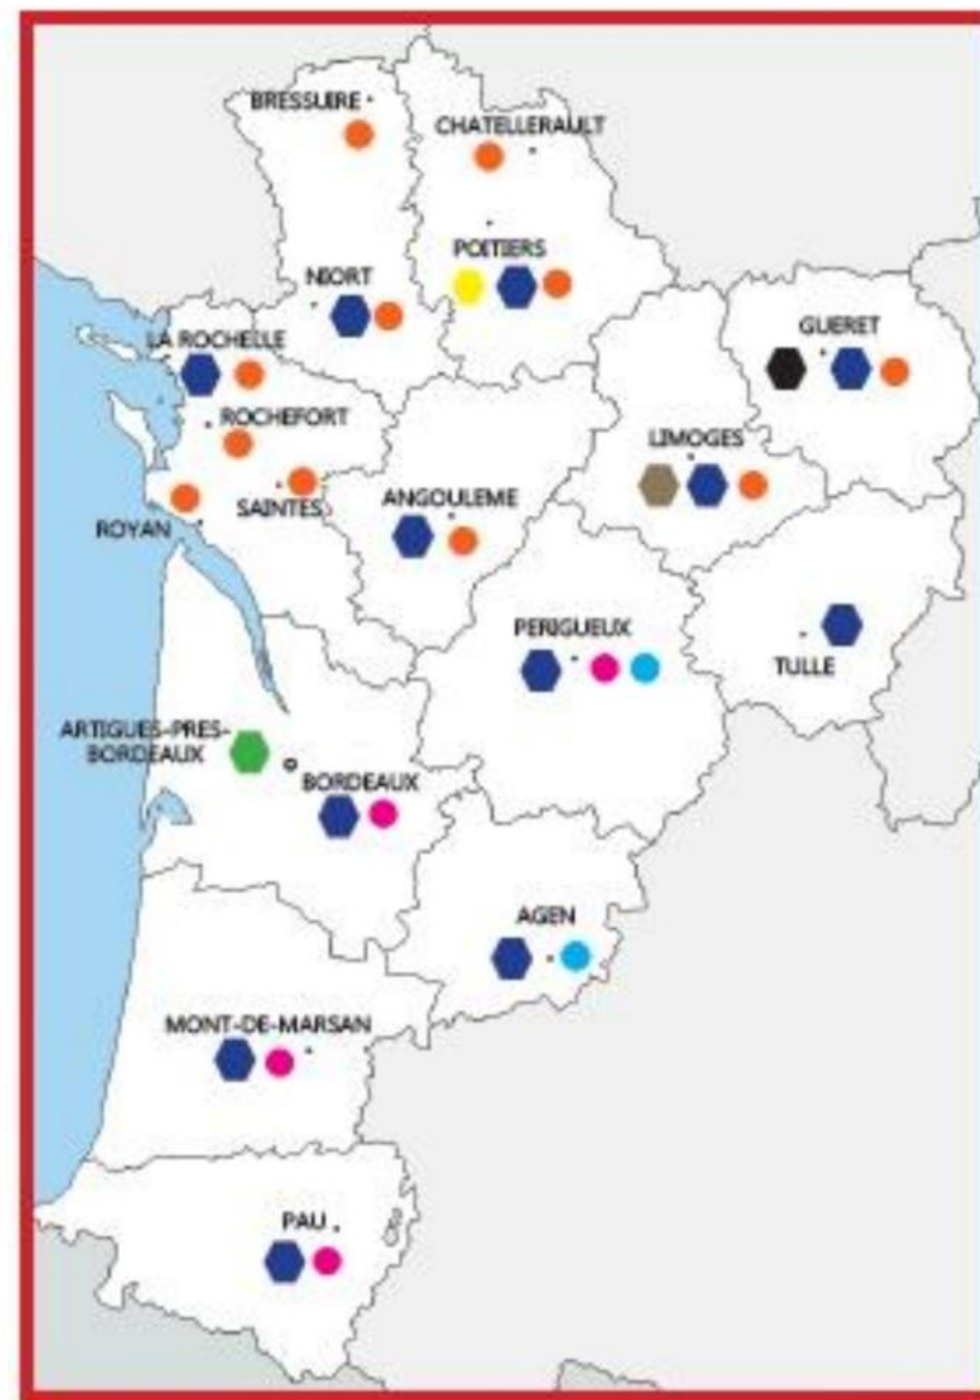 BRESSUIRE
CHATELLERAULT
POITIERS
NIORT
GUERET
LA ROCHELLE
ROCHEFORT
LIMOGES
ANGOULEME
SAINTES
ROYAN
PERIGUEUX
TULLE
ARTIGUES-PRES-
BORDEAUX
BORDEAUX
AGEN
MONT-DE-MARSAN
PAU